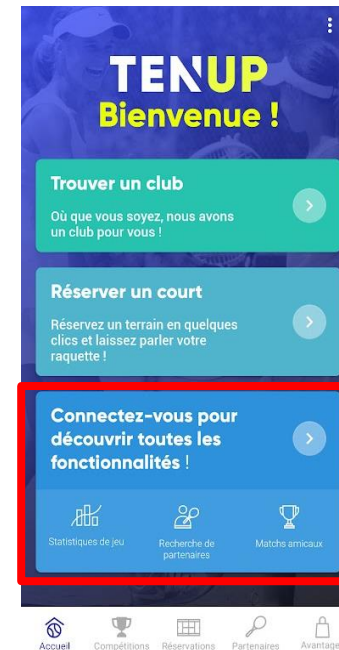 TENUP
Bienvenue !
Trouver un club
Où que vous soyez, nous avons
un club pour vous !
Réserver un court
Réservez un terrain en quelques
clics et laissez parler votre
raquette !
Connectez-vous pour
découvrir toutes les
fonctionnalités !
Statistiques de jeu
Recherche de
partenaires
Matchs amicaux
Accueil
Compétitions
Réservations
Partenaires
Avantage